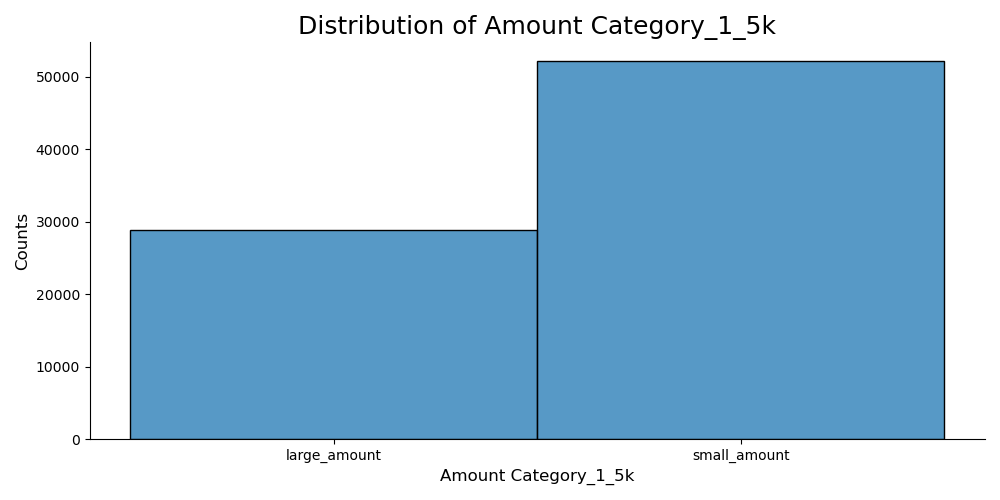 Distribution of Amount Category_1_5k
Counts
50000
40000
30000
20000
10000
0
large_amount small_amount
Amount Category_1_5k